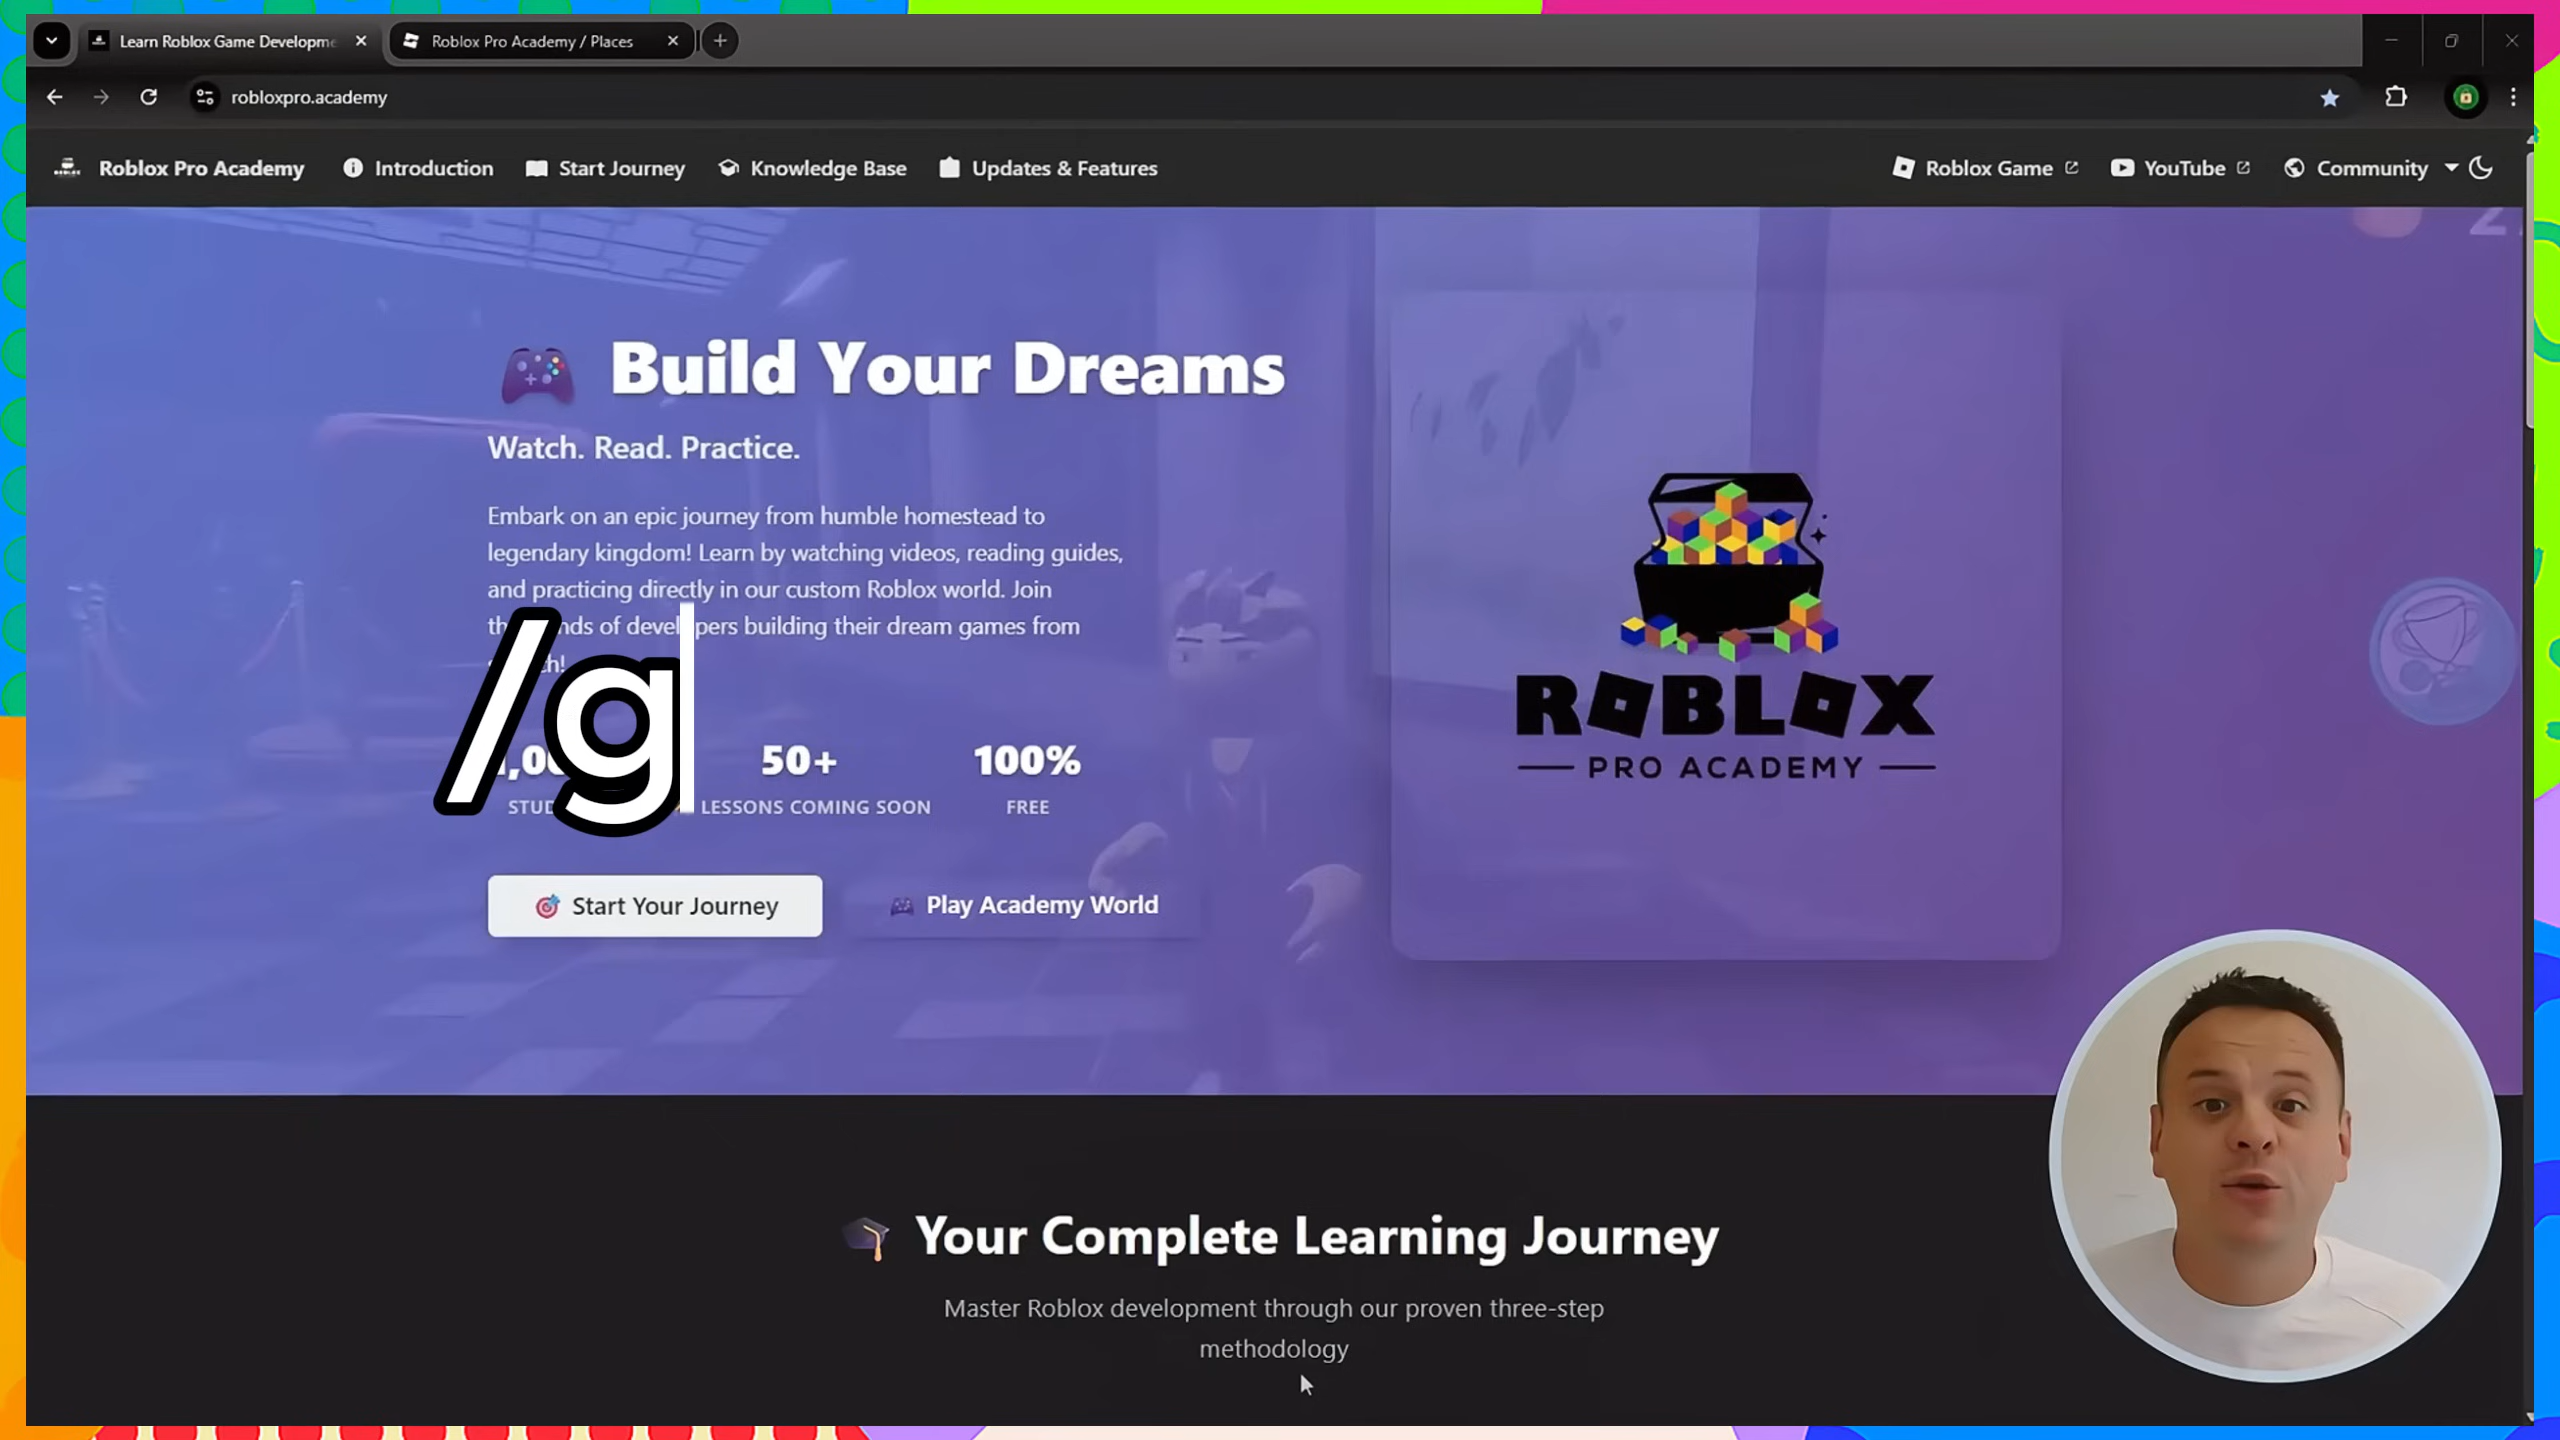 Learn Roblox Game Developme
Roblox Pro Academy / Places
robloxpro.academy
Roblox Pro Academy
Introduction
Start Journey
Knowledge Base
Updates & Features
Roblox Game
YouTube
Community
Build Your Dreams
Watch. Read. Practice.
Embark on an epic journey from humble homestead to
legendary kingdom! Learn by watching videos, reading guides,
and practicing directly in our custom Roblox world. Join
of developers building their dream games from
/g
50+
100%
LESSONS COMING SOON
FREE
Start Your Journey
Play Academy World
ROBLOX
PRO ACADEMY
Your Complete Learning Journey
Master Roblox development through our proven three-step
methodology